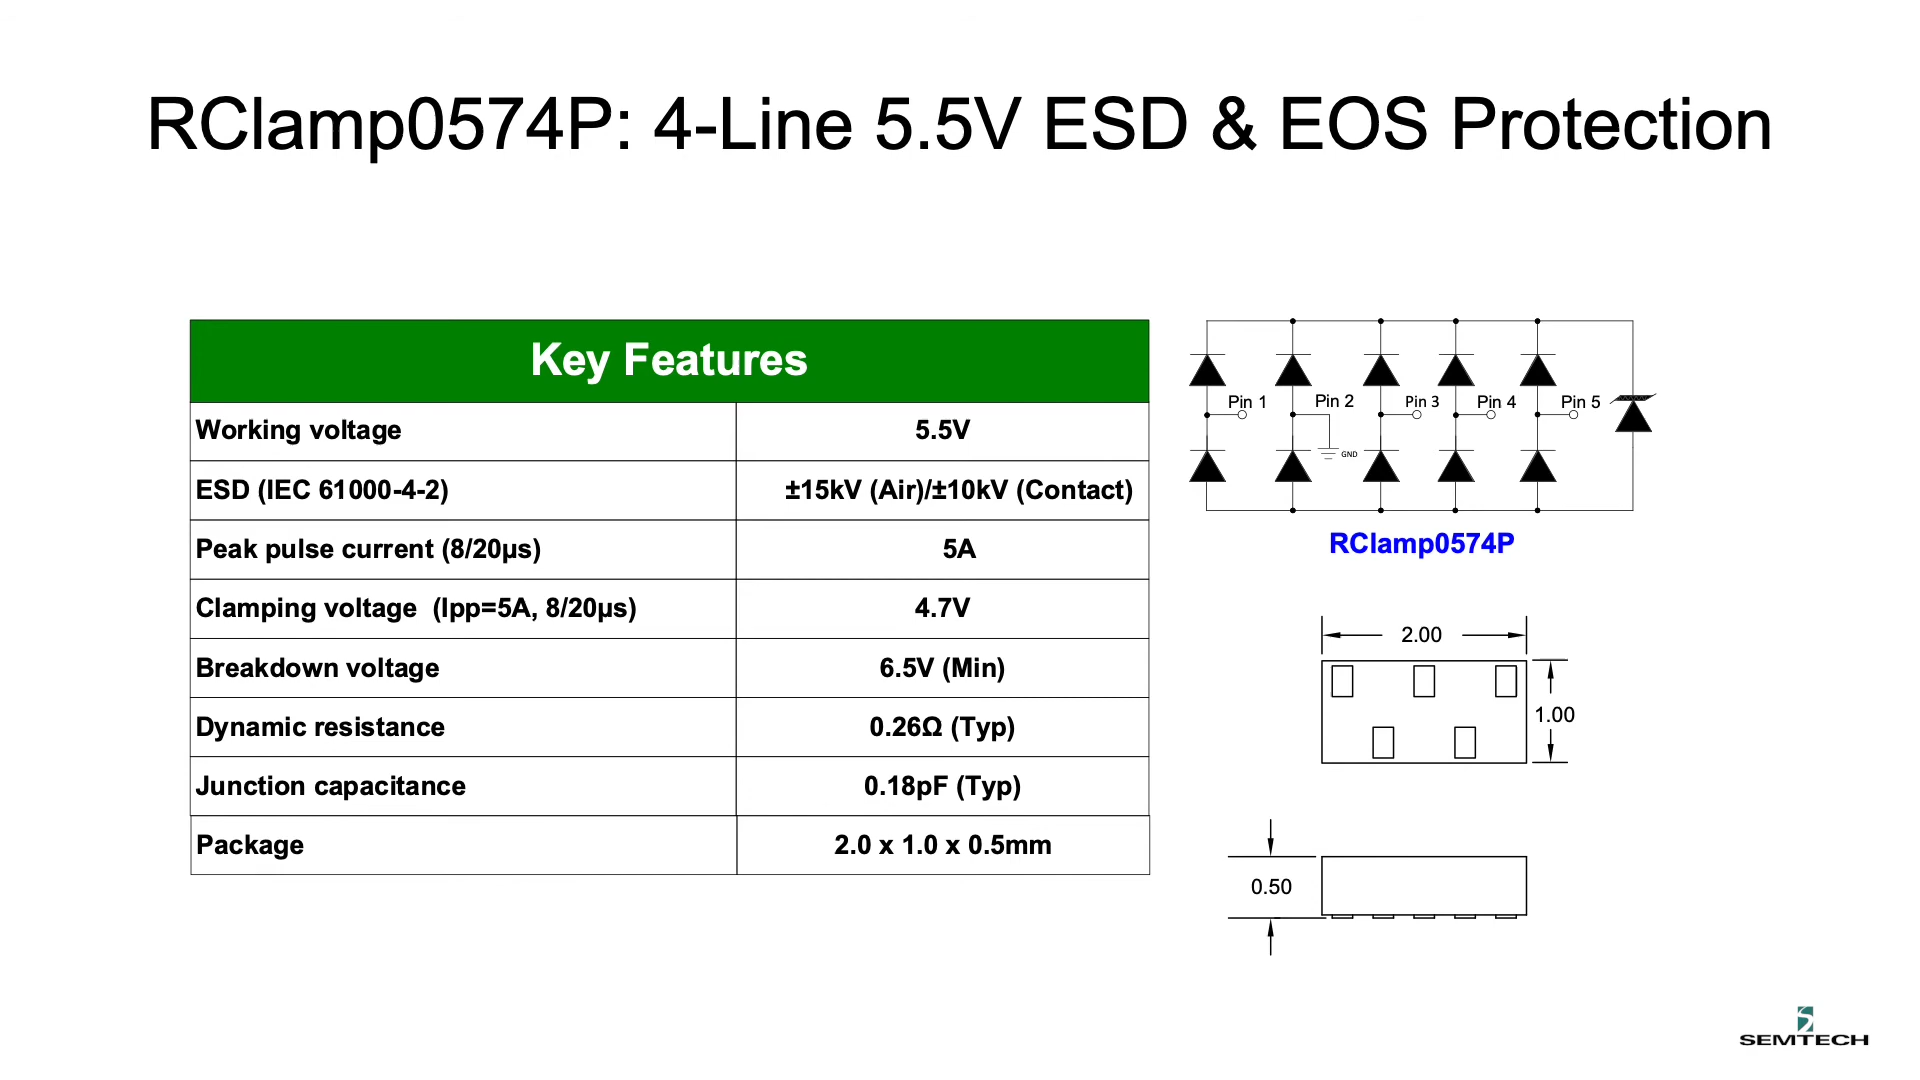 RClamp0574P: 4-Line 5.5V ESD & EOS Protection
Key Features
Working voltage 5.5V
ESD (IEC 61000-4-2) ±15kV (Air)/±10kV (Contact)
Peak pulse current (8/20µs) 5A
Clamping voltage  (Ipp=5A, 8/20µs) 4.7V
Breakdown voltage 6.5V (Min)
Dynamic resistance 0.26Ω (Typ)
Junction capacitance 0.18pF (Typ)
Package 2.0 x 1.0 x 0.5mm
Pin 1 Pin 2 Pin 3 Pin 4 Pin 5
GND
RClamp0574P
2.00
1.00
0.50
SEMTECH